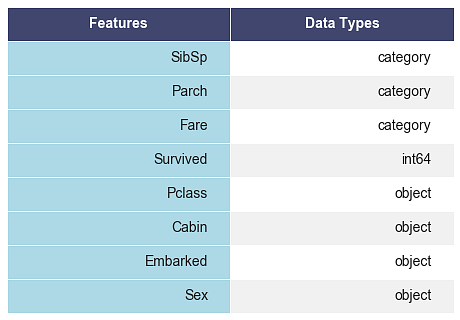 Features Data Types
SibSp category
Parch category
Fare category
Survived int64
Pclass object
Cabin object
Embarked object
Sex object